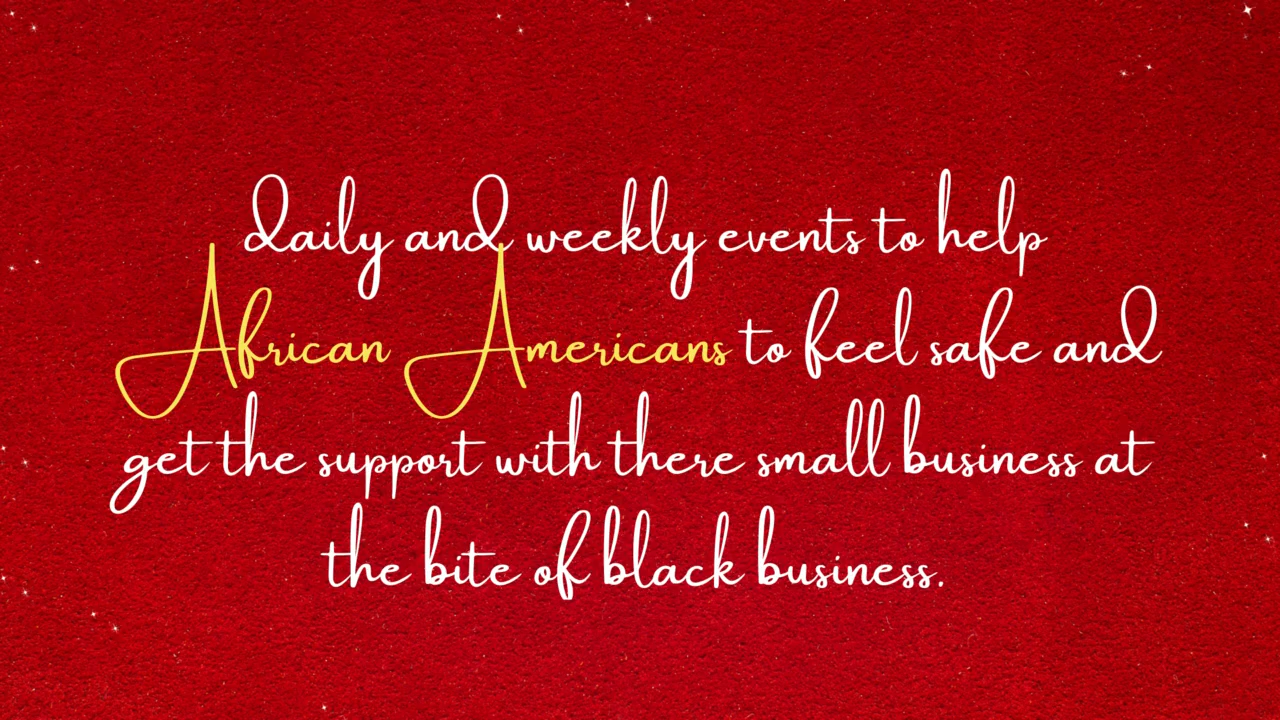 daily and weekly events to help
African Americans to feel safe and
get the support with there small business at
the bite of black business.